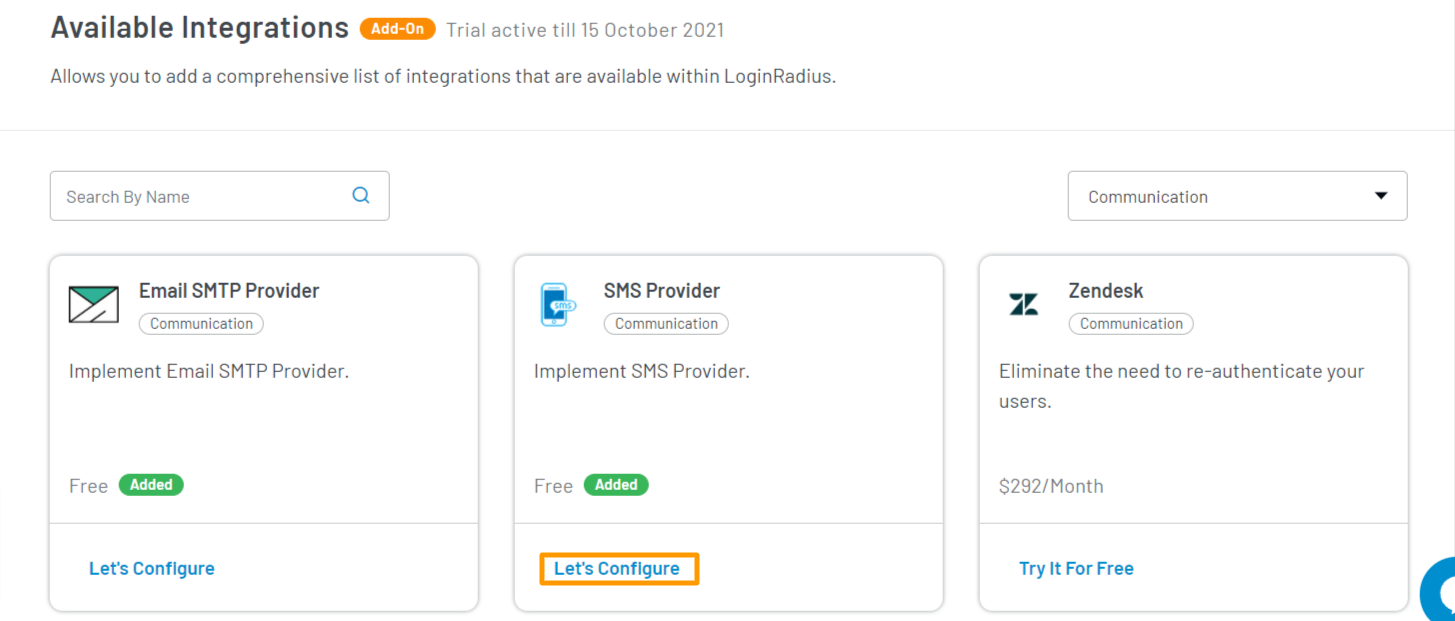 Available Integrations Add-On Trial active till 15 October 2021
Allows you to add a comprehensive list of integrations that are available within LoginRadius.
Search By Name
Communication
Email SMTP Provider
Communication
Implement Email SMTP Provider.
Free Added
Let's Configure
sms
SMS Provider
Communication
Implement SMS Provider.
Free Added
Let's Configure
Zendesk
Communication
Eliminate the need to re-authenticate your
users.
$292/Month
Try It For Free